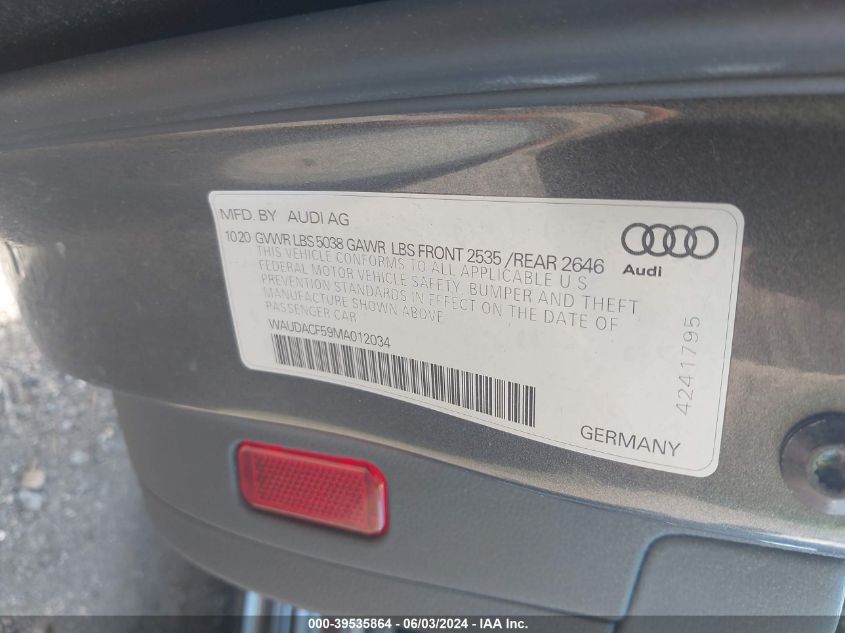 MFD. BY AUDI AG
1020 GVWR LBS 5038 GAWR LBS FRONT 2535 / REAR 2646
THIS VEHICLE CONFORMS TO ALL APPLICABLE U S
FEDERAL MOTOR VEHICLE SAFETY, BUMPER AND THEFT
PREVENTION STANDARDS IN EFFECT ON THE DATE OF
MANUFACTURE SHOWN ABOVE
PASSENGER CAR
WAUDACF59MA012034
Audi
4241795
GERMANY
000-39535864 - 06/03/2024 - IAA Inc.